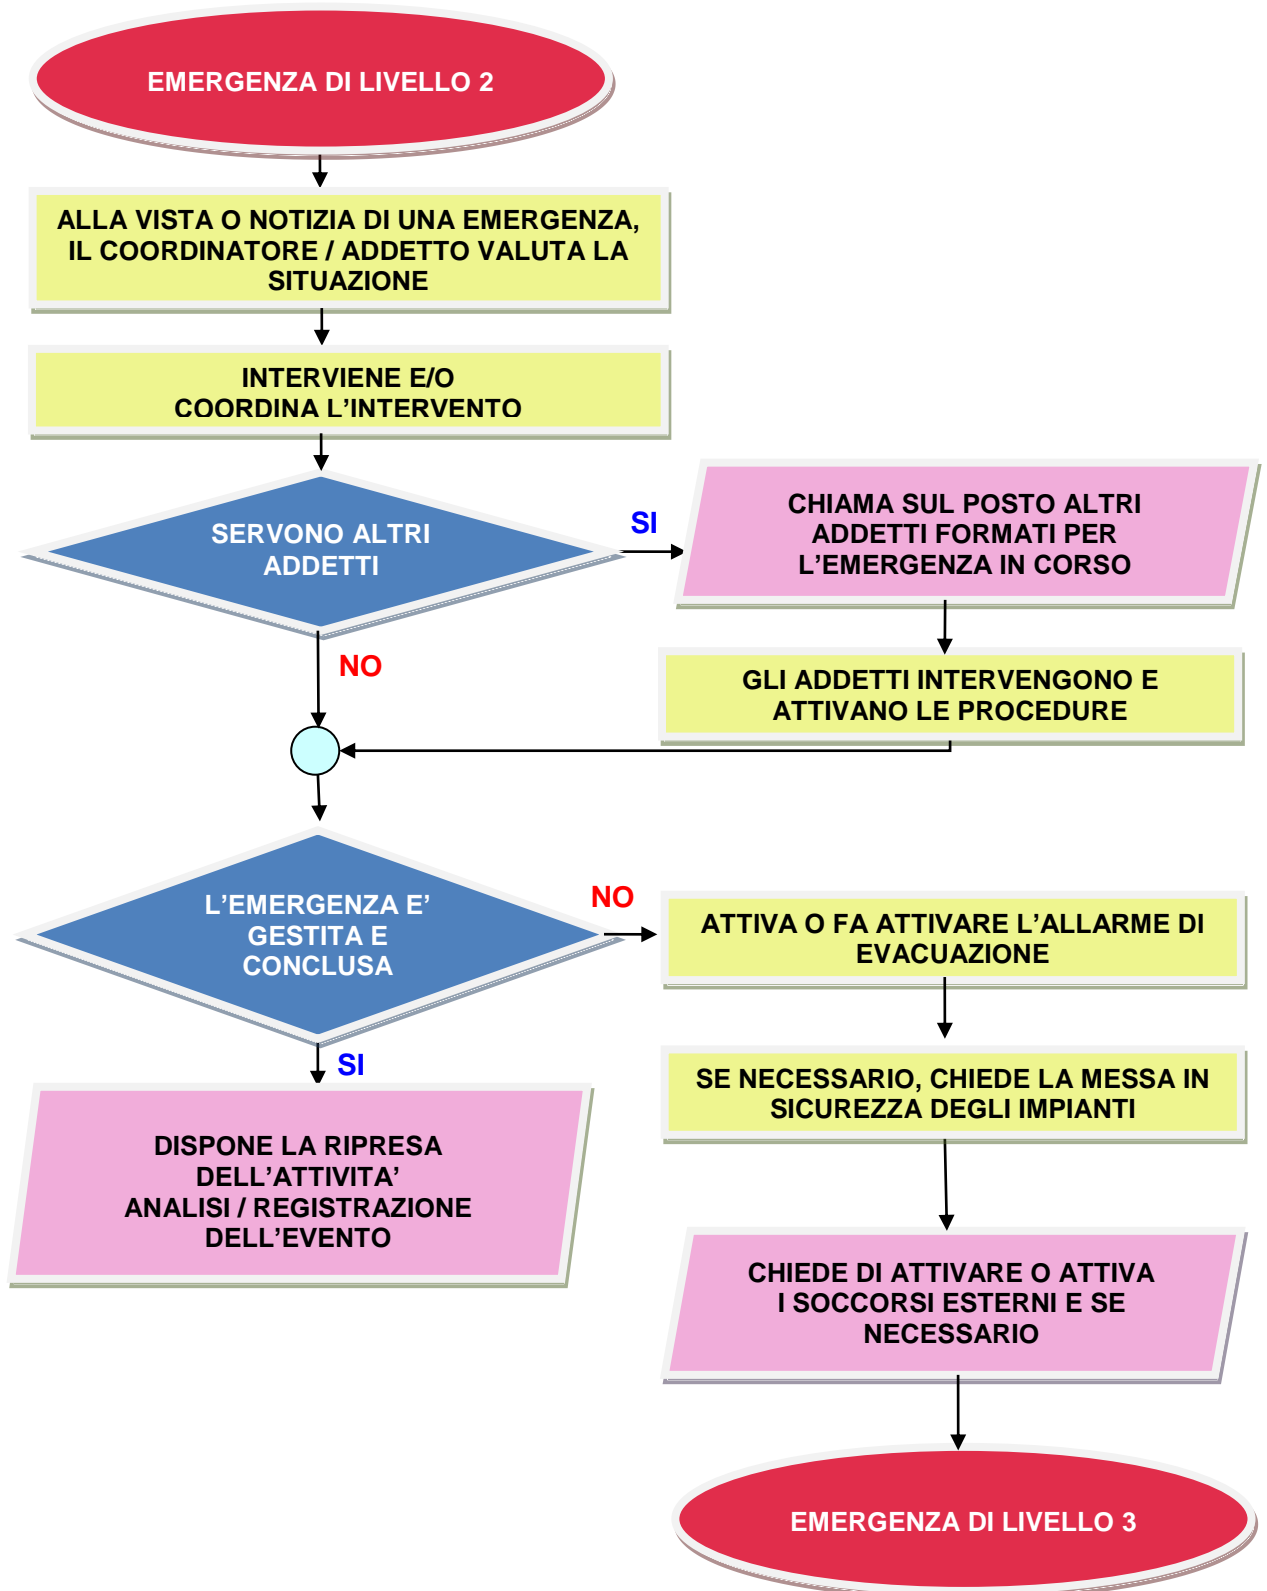 EMERGENZA DI LIVELLO 2
ALLA VISTA O NOTIZIA DI UNA EMERGENZA,
IL COORDINATORE / ADDETTO VALUTA LA
SITUAZIONE
INTERVIENE E/O
COORDINA L’INTERVENTO
SERVONO ALTRI
ADDETTI
SI
CHIAMA SUL POSTO ALTRI
ADDETTI FORMATI PER
L’EMERGENZA IN CORSO
NO
GLI ADDETTI INTERVENGONO E
ATTIVANO LE PROCEDURE
L’EMERGENZA E’
GESTITA E
CONCLUSA
NO
ATTIVA O FA ATTIVARE L’ALLARME DI
EVACUAZIONE
SI
SE NECESSARIO, CHIEDE LA MESSA IN
SICUREZZA DEGLI IMPIANTI
DISPONE LA RIPRESA
DELL’ATTIVITA’
ANALISI / REGISTRAZIONE
DELL’EVENTO
CHIEDE DI ATTIVARE O ATTIVA
I SOCCORSI ESTERNI E SE
NECESSARIO
EMERGENZA DI LIVELLO 3